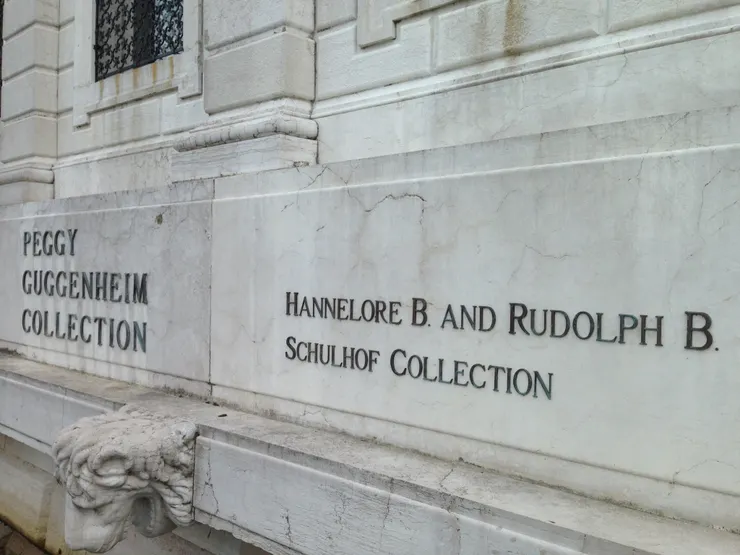 PEGGY
GUGGENHEIM
COLLECTION
HANNELORE B. AND RUDOLPH B.
SCHULHOF COLLECTION